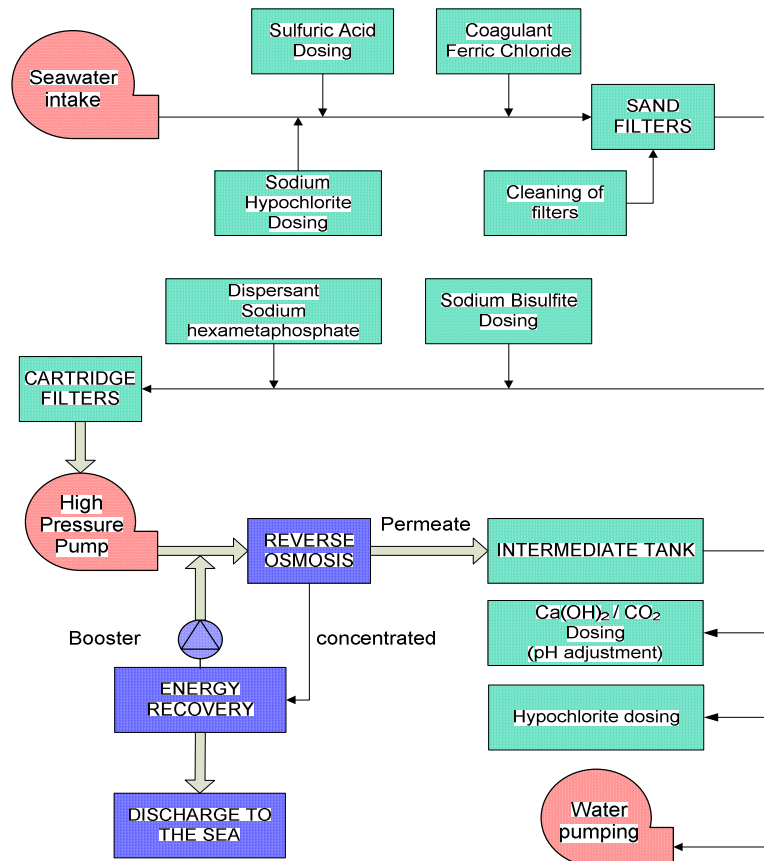 Sulfuric Acid
Dosing
Coagulant
Ferric Chloride
Seawater
intake
SAND
FILTERS
Sodium
Hypochlorite
Dosing
Cleaning of
filters
Dispersant
Sodium
hexametaphosphate
Sodium Bisulfite
Dosing
CARTRIDGE
FILTERS
High
Pressure
Pump
REVERSE
OSMOSIS
Permeate
INTERMEDIATE TANK
Booster
concentrated
Ca(OH)₂ / CO₂
Dosing
(pH adjustment)
ENERGY
RECOVERY
Hypochlorite dosing
DISCHARGE TO
THE SEA
Water
pumping